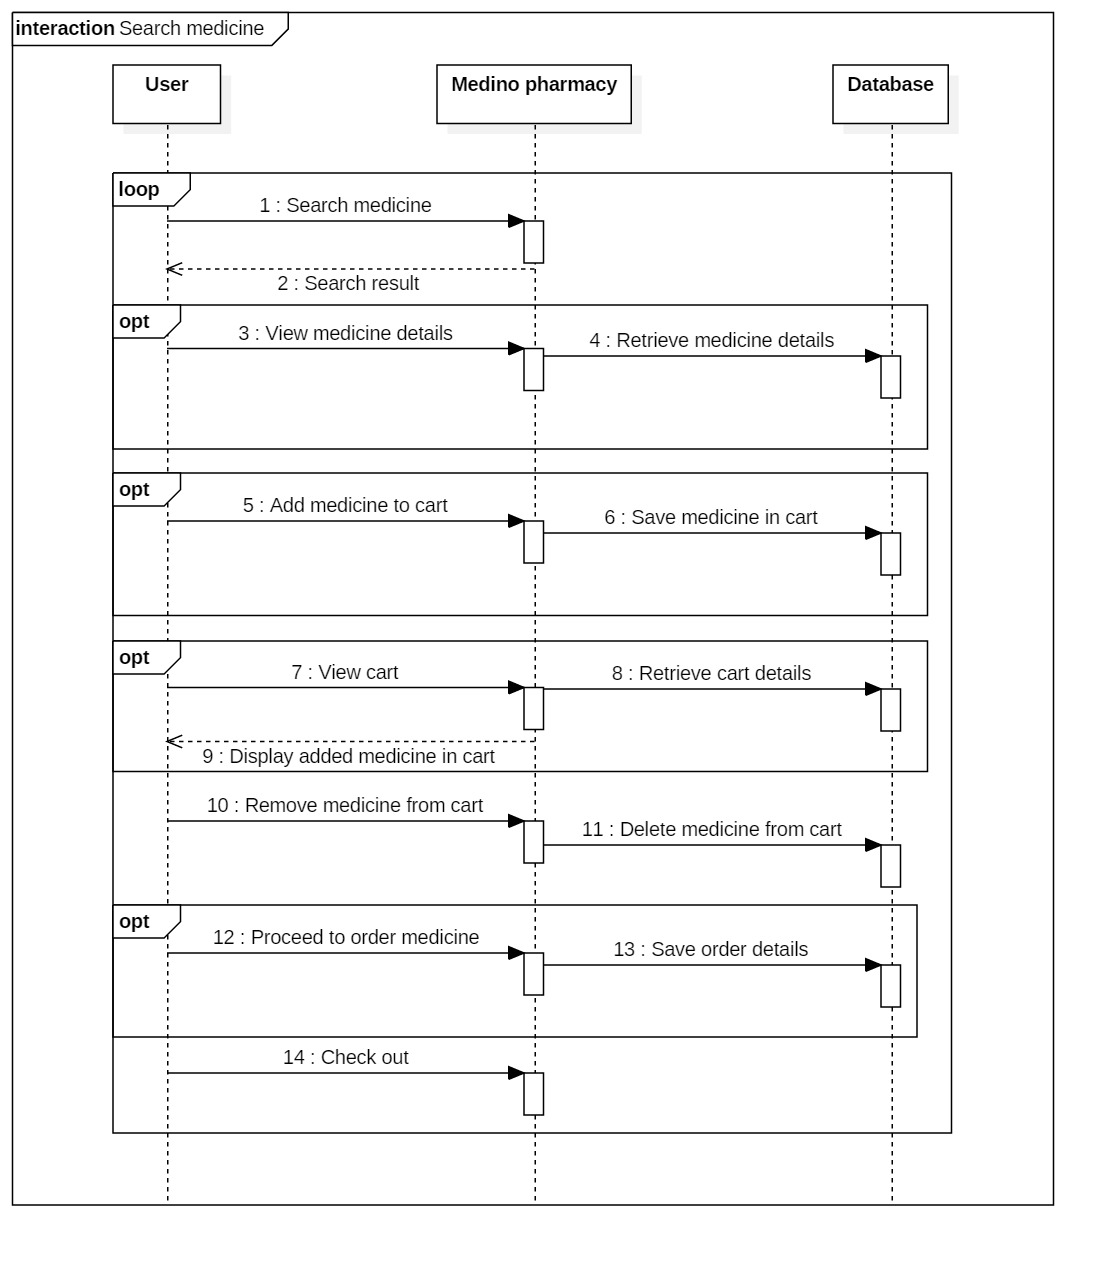 interaction Search medicine
User
Medino pharmacy
Database
loop
1 : Search medicine
2 : Search result
opt
3 : View medicine details
4 : Retrieve medicine details
opt
5 : Add medicine to cart
6 : Save medicine in cart
opt
7 : View cart
8 : Retrieve cart details
9 : Display added medicine in cart
10 : Remove medicine from cart
11 : Delete medicine from cart
opt
12 : Proceed to order medicine
13 : Save order details
14 : Check out